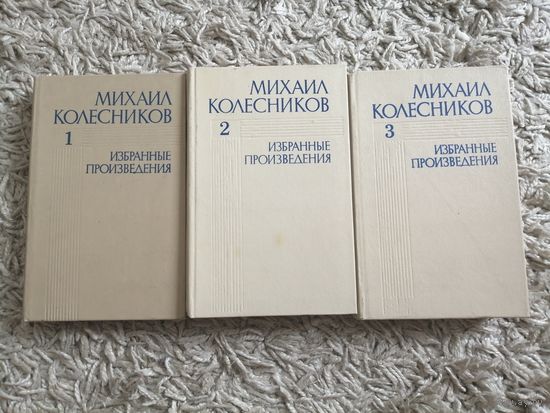 МИХАИЛ
КОЛЕСНИКОВ
1
ИЗБРАННЫЕ
ПРОИЗВЕДЕНИЯ
МИХАИЛ
КОЛЕСНИКОВ
2
ИЗБРАННЫЕ
ПРОИЗВЕДЕНИЯ
МИХАИЛ
КОЛЕСНИКОВ
3
ИЗБРАННЫЕ
ПРОИЗВЕДЕНИЯ